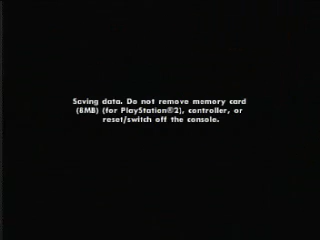 Saving data. Do not remove memory card
(8MB) (for PlayStation®2), controller, or
reset/switch off the console.